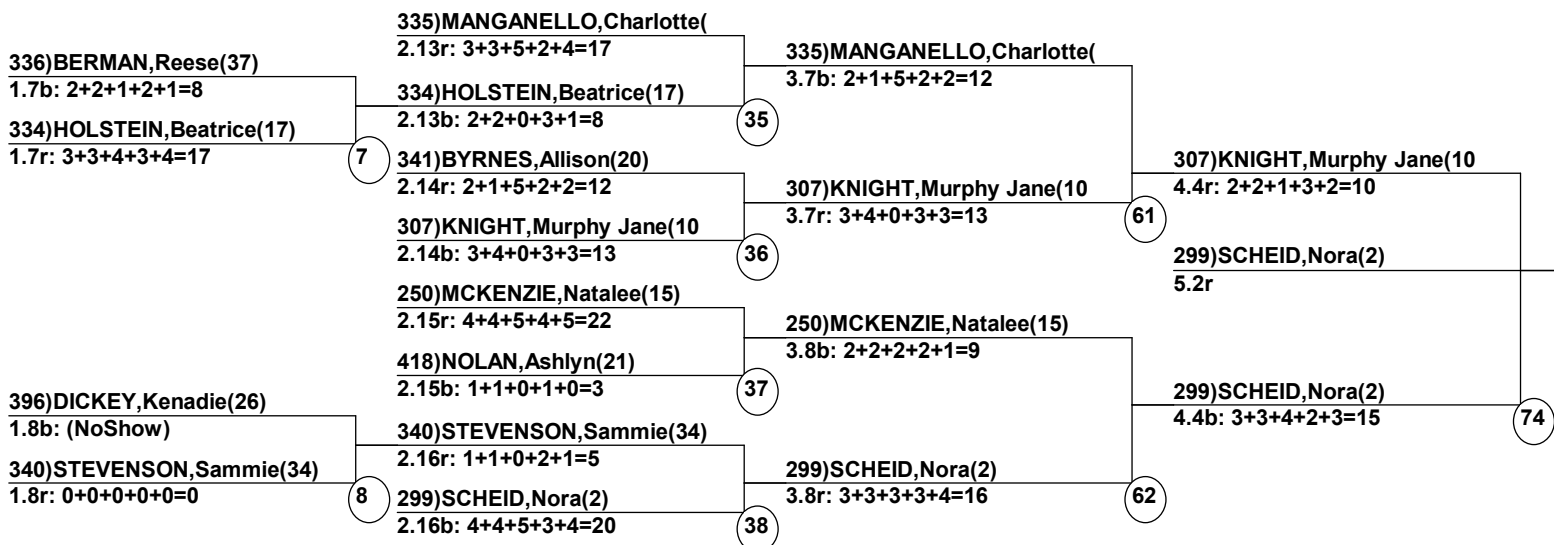 336)BERMAN,Reese(37)
1.7b: 2+2+1+2+1=8
334)HOLSTEIN,Beatrice(17)
1.7r: 3+3+4+3+4=17
7
396)DICKEY,Kenadie(26)
1.8b: (NoShow)
340)STEVENSON,Sammie(34)
1.8r: 0+0+0+0+0=0
8
335)MANGANELLO,Charlotte(
2.13r: 3+3+5+2+4=17
334)HOLSTEIN,Beatrice(17)
2.13b: 2+2+0+3+1=8
35
341)BYRNES,Allison(20)
2.14r: 2+1+5+2+2=12
307)KNIGHT,Murphy Jane(10
2.14b: 3+4+0+3+3=13
36
250)MCKENZIE,Natalee(15)
2.15r: 4+4+5+4+5=22
418)NOLAN,Ashlyn(21)
2.15b: 1+1+0+1+0=3
37
340)STEVENSON,Sammie(34)
2.16r: 1+1+0+2+1=5
299)SCHEID,Nora(2)
2.16b: 4+4+5+3+4=20
38
335)MANGANELLO,Charlotte(
3.7b: 2+1+5+2+2=12
307)KNIGHT,Murphy Jane(10
3.7r: 3+4+0+3+3=13
61
250)MCKENZIE,Natalee(15)
3.8b: 2+2+2+2+1=9
299)SCHEID,Nora(2)
3.8r: 3+3+3+3+4=16
62
307)KNIGHT,Murphy Jane(10
4.4r: 2+2+1+3+2=10
299)SCHEID,Nora(2)
4.4b: 3+3+4+2+3=15
74
299)SCHEID,Nora(2)
5.2r